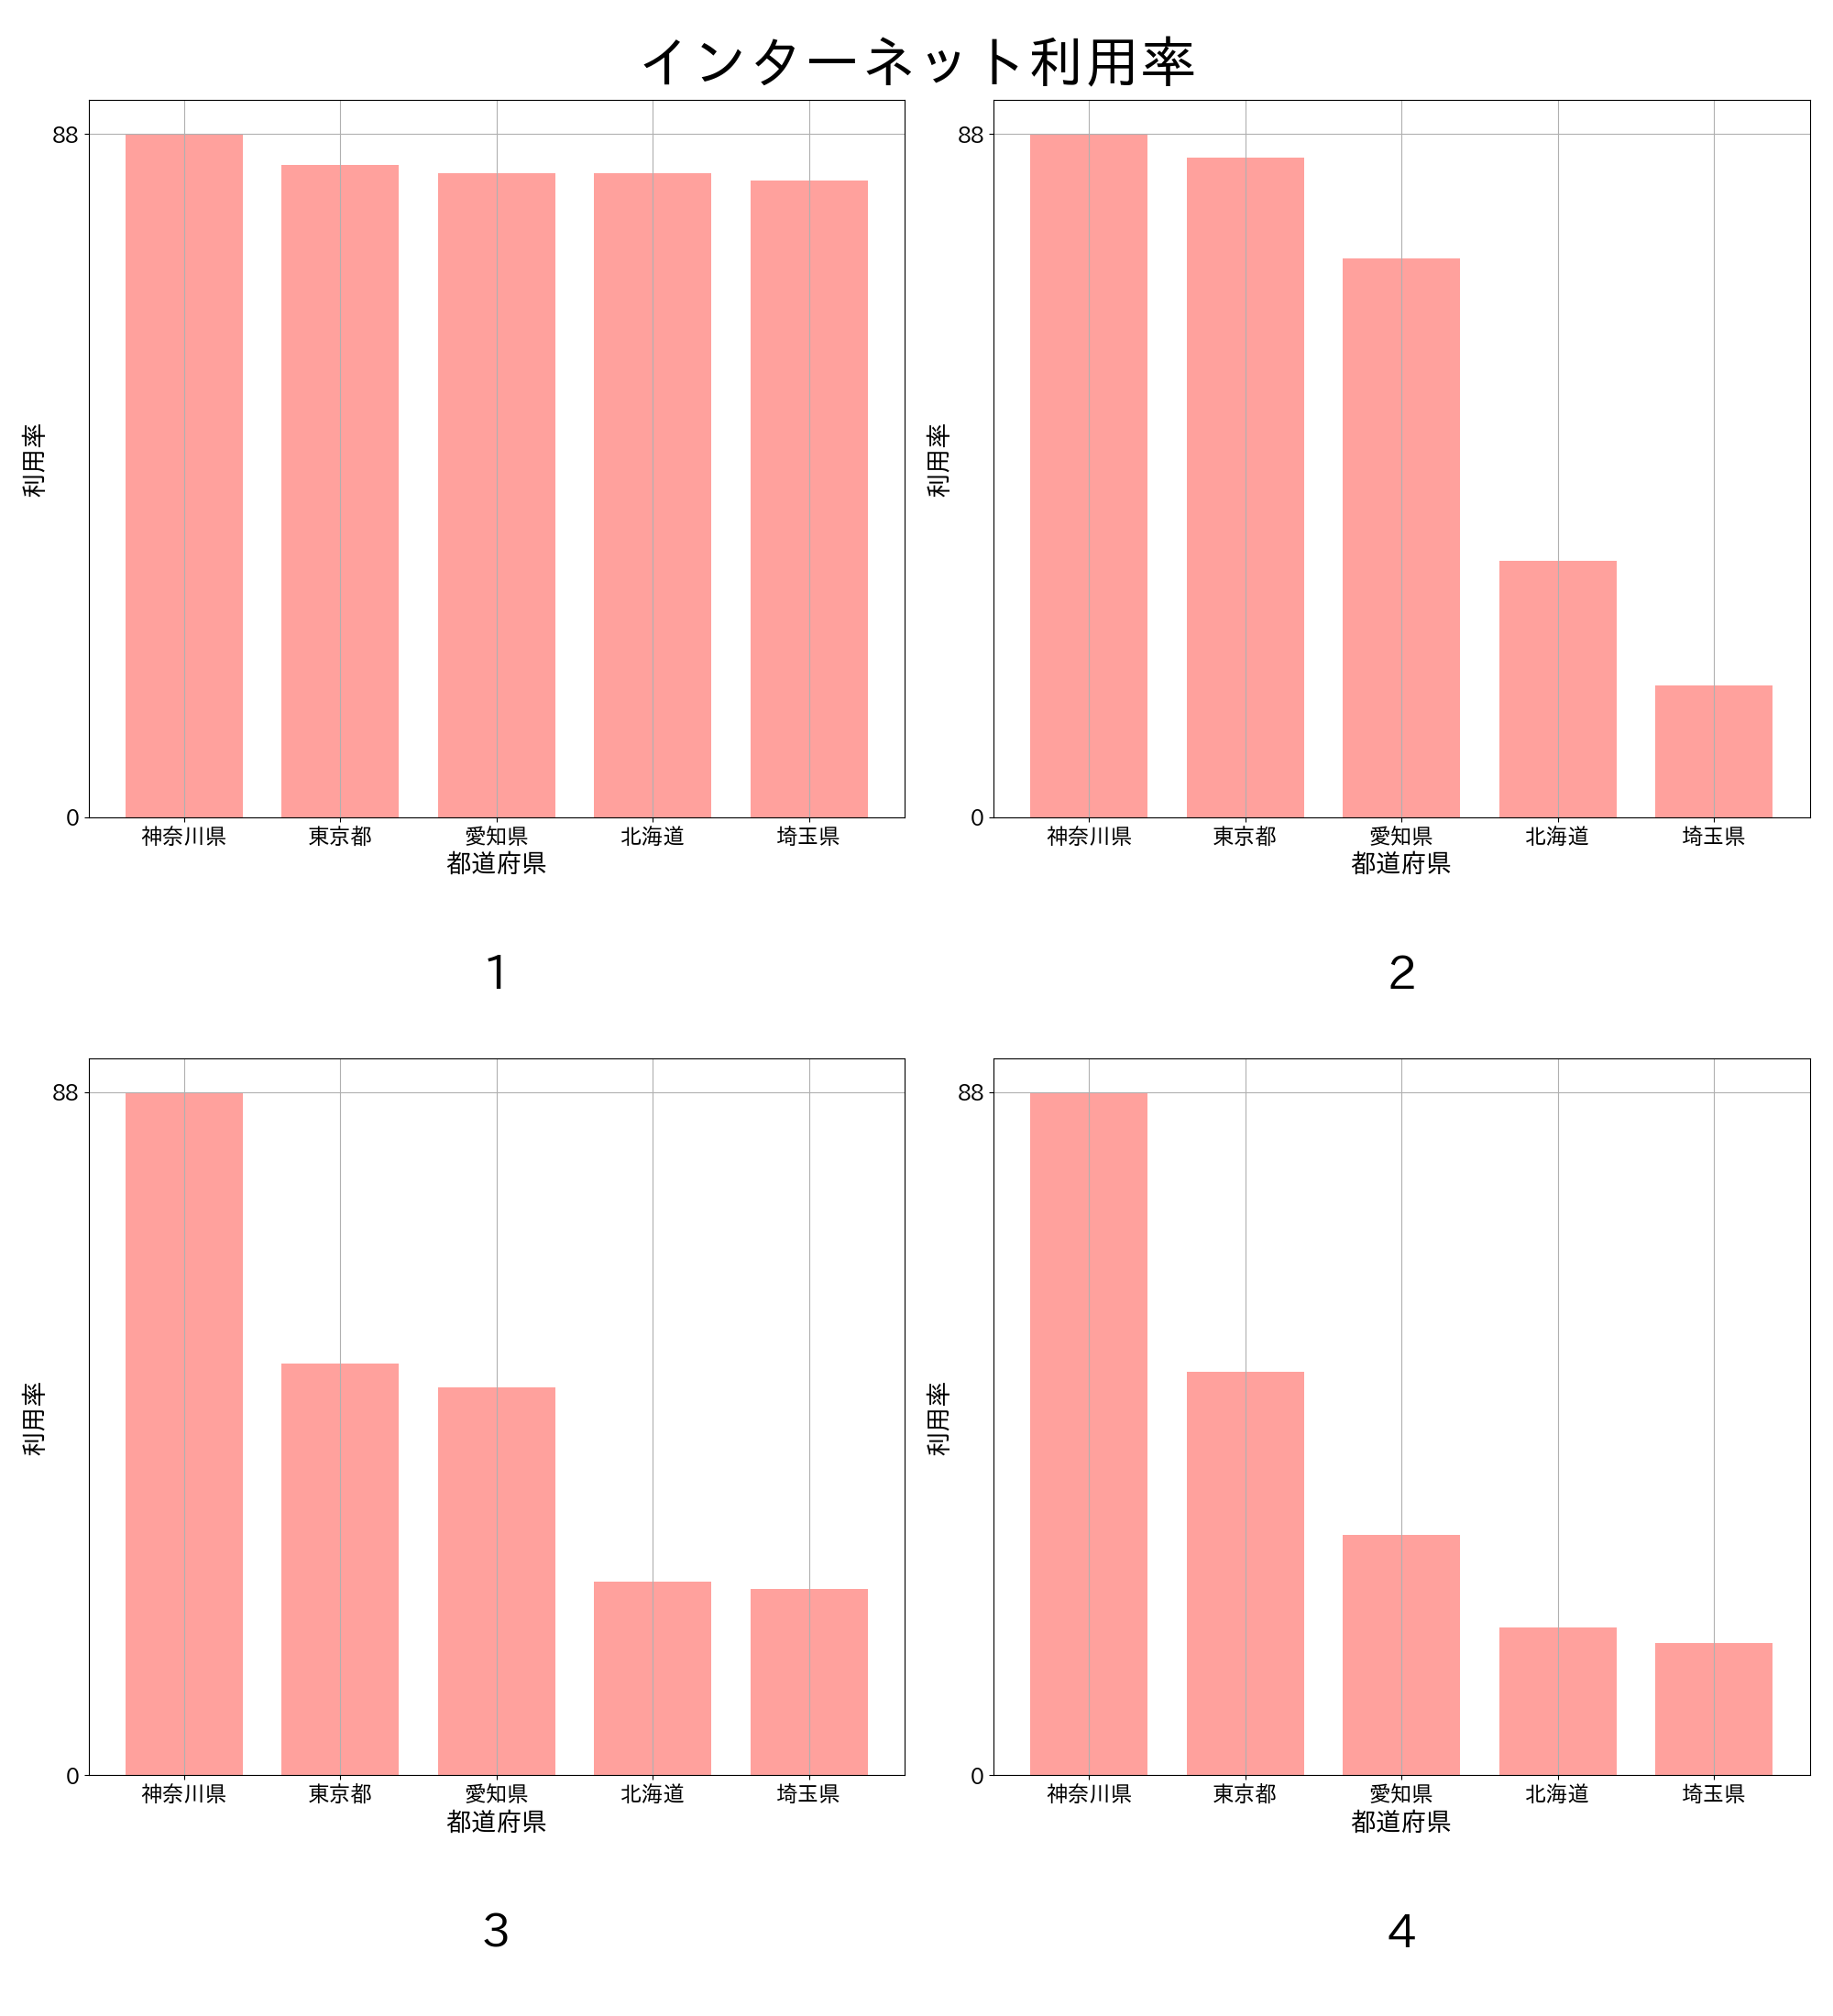 インターネット利用率
88
0
利用率
神奈川県 東京都 愛知県 北海道 埼玉県
都道府県
1
88
0
利用率
神奈川県 東京都 愛知県 北海道 埼玉県
都道府県
2
88
0
利用率
神奈川県 東京都 愛知県 北海道 埼玉県
都道府県
3
88
0
利用率
神奈川県 東京都 愛知県 北海道 埼玉県
都道府県
4